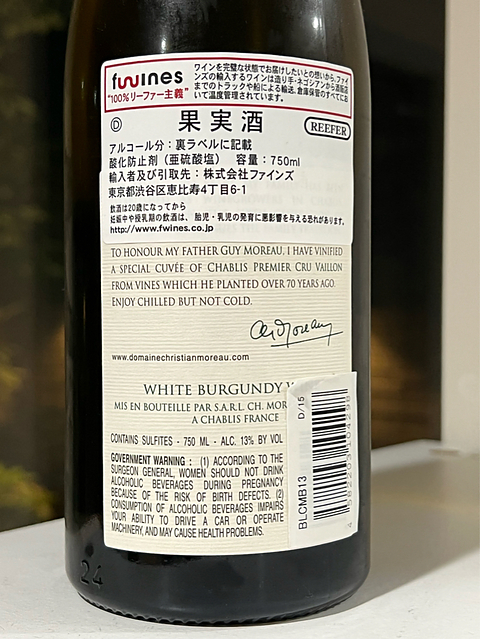 fwines
"100%リーファー主義"
ワインを完璧な状態でお届けしたいとの想いから、ファイ
ンズの輸入するワインは造り手・ネゴシアンから酒販店
までのトラックや船による輸送、倉庫保管のすべてにお
いて温度管理されています。
Ⓓ 果実酒 REEFER
アルコール分：裏ラベルに記載
酸化防止剤（亜硫酸塩） 容量：750ml
輸入者及び引取先：株式会社ファインズ
東京都渋谷区恵比寿4丁目6-1
飲酒は20歳になってから
妊娠中や授乳期の飲酒は、胎児・乳児の発育に悪影響を与える恐れがあります。
http://www.fwines.co.jp
TO HONOUR MY FATHER GUY MOREAU, I HAVE VINIFIED
A SPECIAL CUVÉE OF CHABLIS PREMIER CRU VAILLON
FROM VINES WHICH HE PLANTED OVER 70 YEARS AGO.
ENJOY CHILLED BUT NOT COLD.
www.domainechristianmoreau.com
WHITE BURGUNDY
MIS EN BOUTEILLE PAR S.A.R.L. CH. MOR
A CHABLIS FRANCE
CONTAINS SULFITES - 750 ML - ALC. 13% BY VOL
GOVERNMENT WARNING : (1) ACCORDING TO THE
SURGEON GENERAL, WOMEN SHOULD NOT DRINK
ALCOHOLIC BEVERAGES DURING PREGNANCY
BECAUSE OF THE RISK OF BIRTH DEFECTS. (2)
CONSUMPTION OF ALCOHOLIC BEVERAGES IMPAIRS
YOUR ABILITY TO DRIVE A CAR OR OPERATE
MACHINERY, AND MAY CAUSE HEALTH PROBLEMS.
D/15
BLCMB13
24